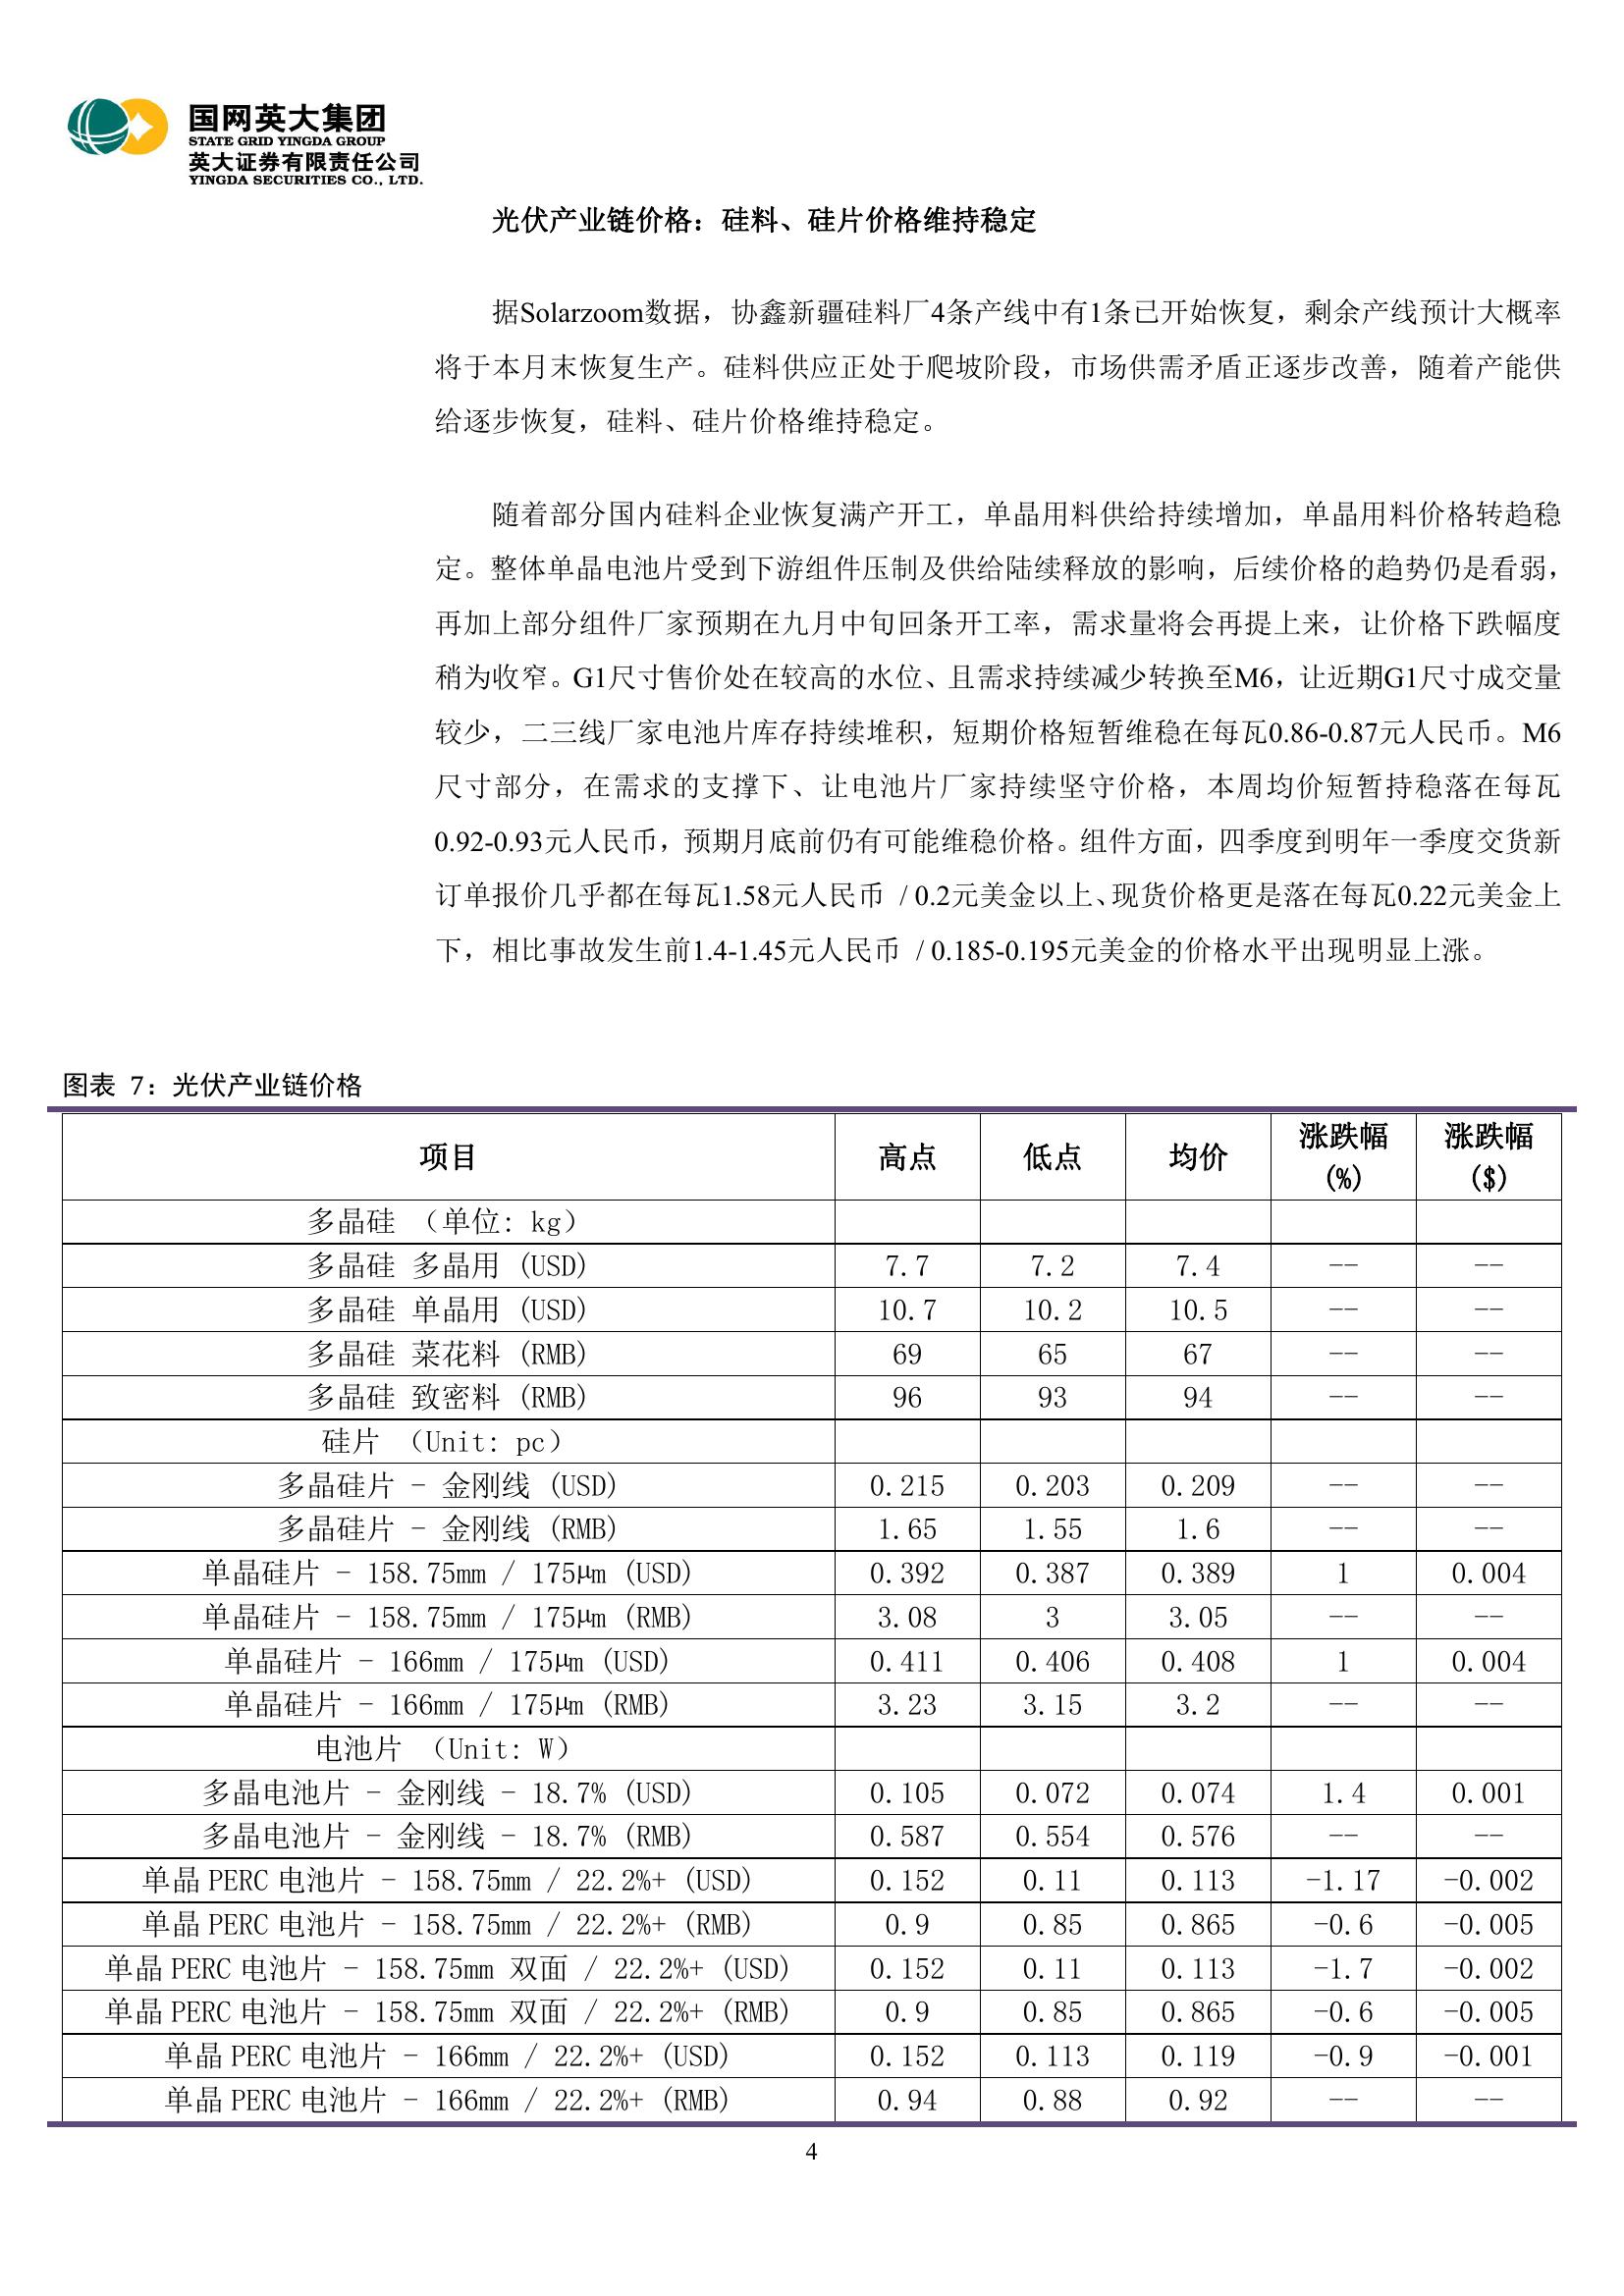 国网英大集团
STATE GRID YINGDA GROUP
英大证券有限责任公司
YINGDA SECURITIES CO., LTD.
光伏产业链价格：硅料、硅片价格维持稳定
据Solarzoom数据，协鑫新疆硅料厂4条产线中有1条已开始恢复，剩余产线预计大概率
将于本月末恢复生产。硅料供应正处于爬坡阶段，市场供需矛盾正逐步改善，随着产能供
给逐步恢复，硅料、硅片价格维持稳定。
随着部分国内硅料企业恢复满产开工，单晶用料供给持续增加，单晶用料价格转趋稳
定。整体单晶电池片受到下游组件压制及供给陆续释放的影响，后续价格的趋势仍是看弱，
再加上部分组件厂家预期在九月中旬回条开工率，需求量将会再提上来，让价格下跌幅度
稍为收窄。G1尺寸售价处在较高的水位、且需求持续减少转换至M6，让近期G1尺寸成交量
较少，二三线厂家电池片库存持续堆积，短期价格短暂维稳在每瓦0.86-0.87元人民币。M6
尺寸部分，在需求的支撑下、让电池片厂家持续坚守价格，本周均价短暂持稳落在每瓦
0.92-0.93元人民币，预期月底前仍有可能维稳价格。组件方面，四季度到明年一季度交货新
订单报价几乎都在每瓦1.58元人民币 / 0.2元美金以上、现货价格更是落在每瓦0.22元美金上
下，相比事故发生前1.4-1.45元人民币 / 0.185-0.195元美金的价格水平出现明显上涨。
图表 7：光伏产业链价格
项目 高点 低点 均价 涨跌幅(%) 涨跌幅($)
多晶硅 （单位: kg）
多晶硅 多晶用 (USD) 7.7 7.2 7.4 -- --
多晶硅 单晶用 (USD) 10.7 10.2 10.5 -- --
多晶硅 菜花料 (RMB) 69 65 67 -- --
多晶硅 致密料 (RMB) 96 93 94 -- --
硅片 （Unit: pc）
多晶硅片 - 金刚线 (USD) 0.215 0.203 0.209 -- --
多晶硅片 - 金刚线 (RMB) 1.65 1.55 1.6 -- --
单晶硅片 - 158.75mm / 175μm (USD) 0.392 0.387 0.389 1 0.004
单晶硅片 - 158.75mm / 175μm (RMB) 3.08 3 3.05 -- --
单晶硅片 - 166mm / 175μm (USD) 0.411 0.406 0.408 1 0.004
单晶硅片 - 166mm / 175μm (RMB) 3.23 3.15 3.2 -- --
电池片 （Unit: W）
多晶电池片 - 金刚线 - 18.7% (USD) 0.105 0.072 0.074 1.4 0.001
多晶电池片 - 金刚线 - 18.7% (RMB) 0.587 0.554 0.576 -- --
单晶 PERC 电池片 - 158.75mm / 22.2%+ (USD) 0.152 0.11 0.113 -1.17 -0.002
单晶 PERC 电池片 - 158.75mm / 22.2%+ (RMB) 0.9 0.85 0.865 -0.6 -0.005
单晶 PERC 电池片 - 158.75mm 双面 / 22.2%+ (USD) 0.152 0.11 0.113 -1.7 -0.002
单晶 PERC 电池片 - 158.75mm 双面 / 22.2%+ (RMB) 0.9 0.85 0.865 -0.6 -0.005
单晶 PERC 电池片 - 166mm / 22.2%+ (USD) 0.152 0.113 0.119 -0.9 -0.001
单晶 PERC 电池片 - 166mm / 22.2%+ (RMB) 0.94 0.88 0.92 -- --
4